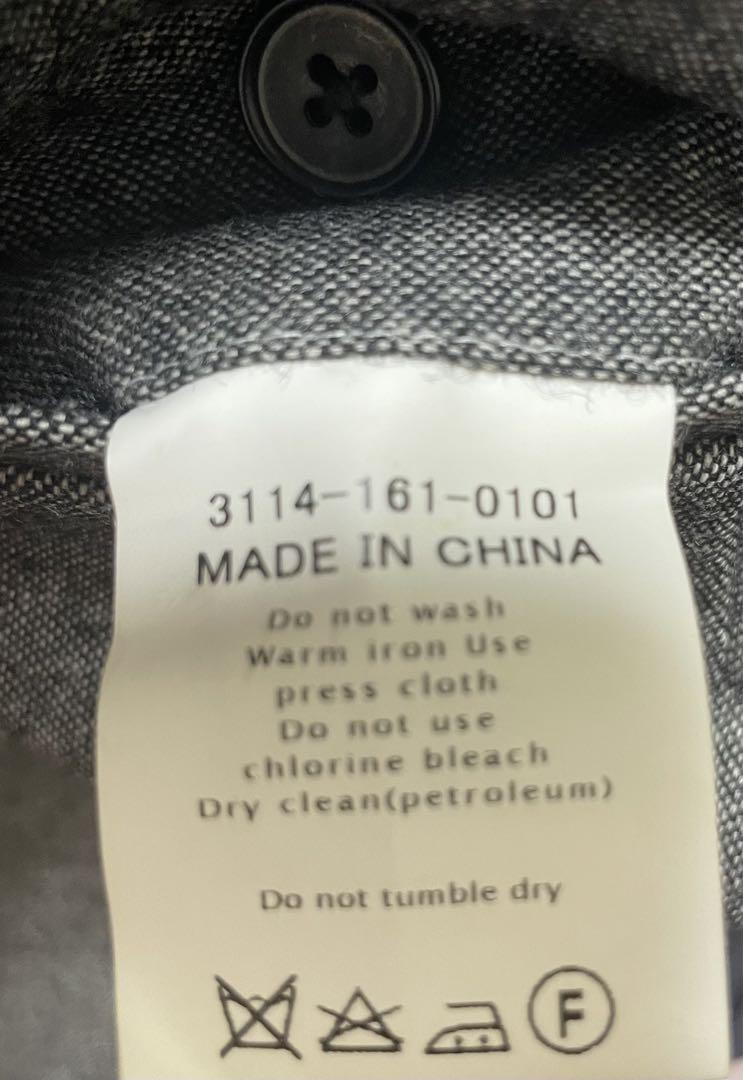 3114-161-0101
MADE IN CHINA
Do not wash
Warm iron Use
press cloth
Do not use
chlorine bleach
Dry clean(petroleum)
Do not tumble dry
F